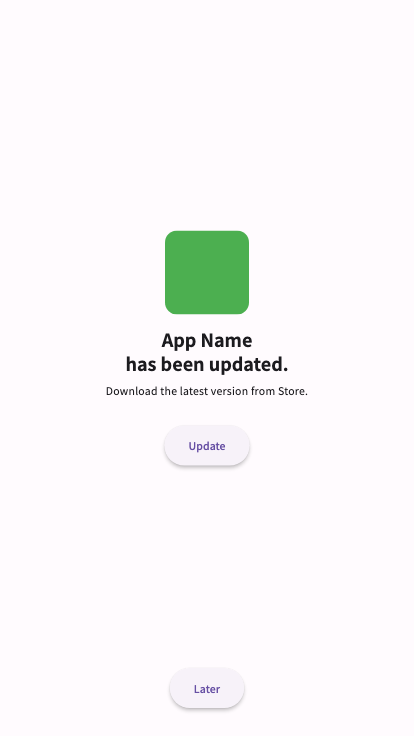 App Name
has been updated.
Download the latest version from Store.
Update
Later